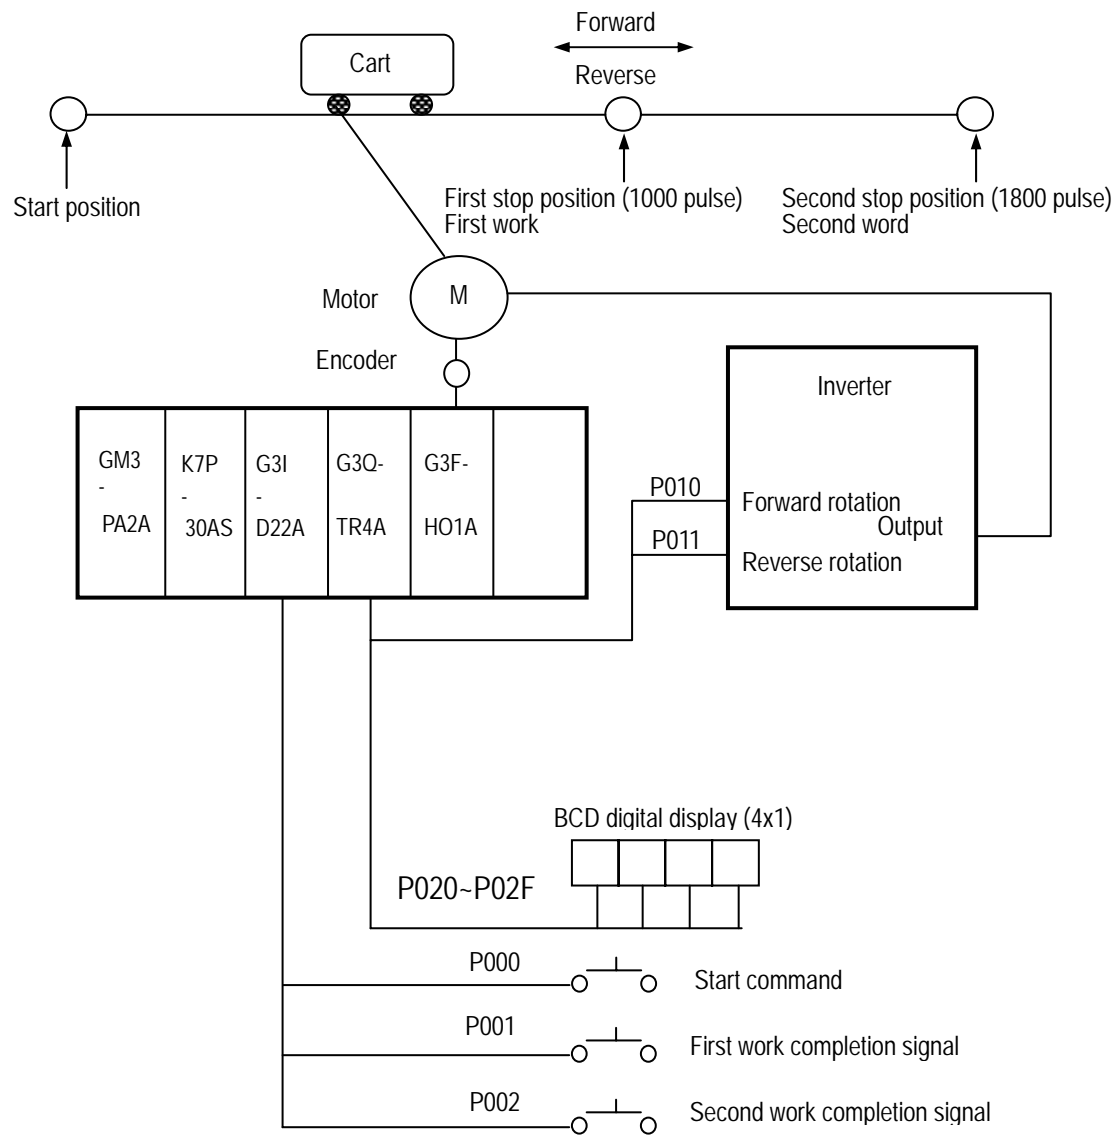 Forward
Cart
Reverse
Start position
First stop position (1000 pulse)
First work
Second stop position (1800 pulse)
Second word
Motor
M
Encoder
Inverter
GM3
-
PA2A
K7P
-
30AS
G3I
-
D22A
G3Q-
TR4A
G3F-
HO1A
P010
Forward rotation
Output
P011
Reverse rotation
BCD digital display (4x1)
P020~P02F
P000
Start command
P001
First work completion signal
P002
Second work completion signal